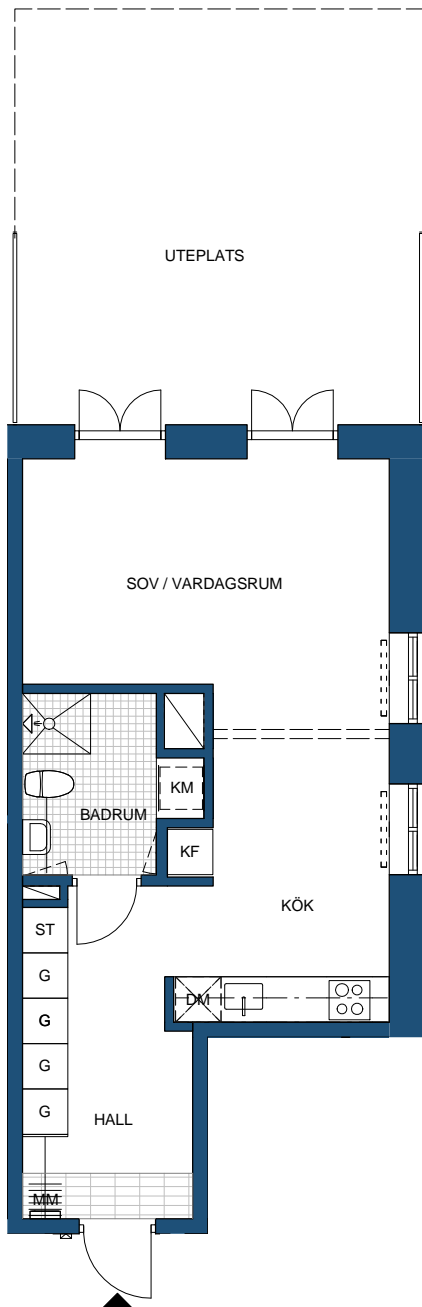 UTEPLATS
SOV / VARDAGSRUM
KM
BADRUM
KF
KÖK
ST
G
DM
G
G
G
HALL
MM